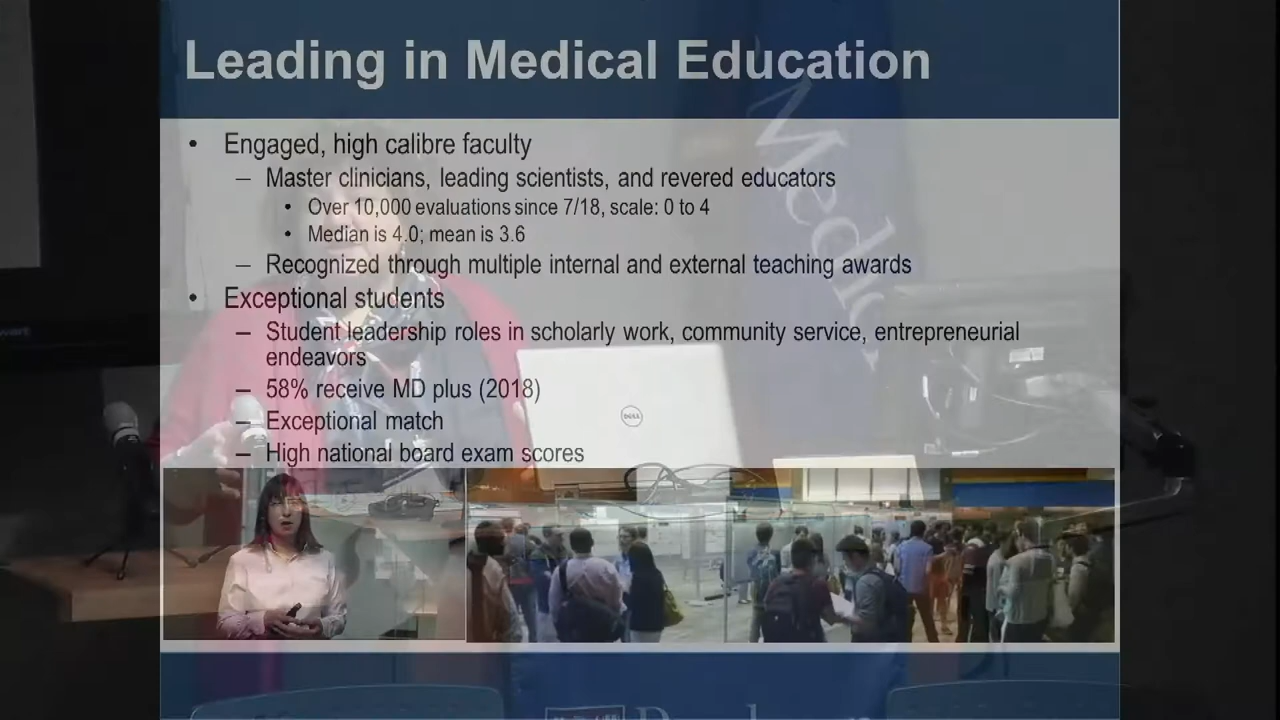 Leading in Medical Education
• Engaged, high calibre faculty
– Master clinicians, leading scientists, and revered educators
• Over 10,000 evaluations since 7/18, scale: 0 to 4
• Median is 4.0; mean is 3.6
– Recognized through multiple internal and external teaching awards
• Exceptional students
– Student leadership roles in scholarly work, community service, entrepreneurial
endeavors
– 58% receive MD plus (2018)
– Exceptional match
– High national board exam scores
DELL